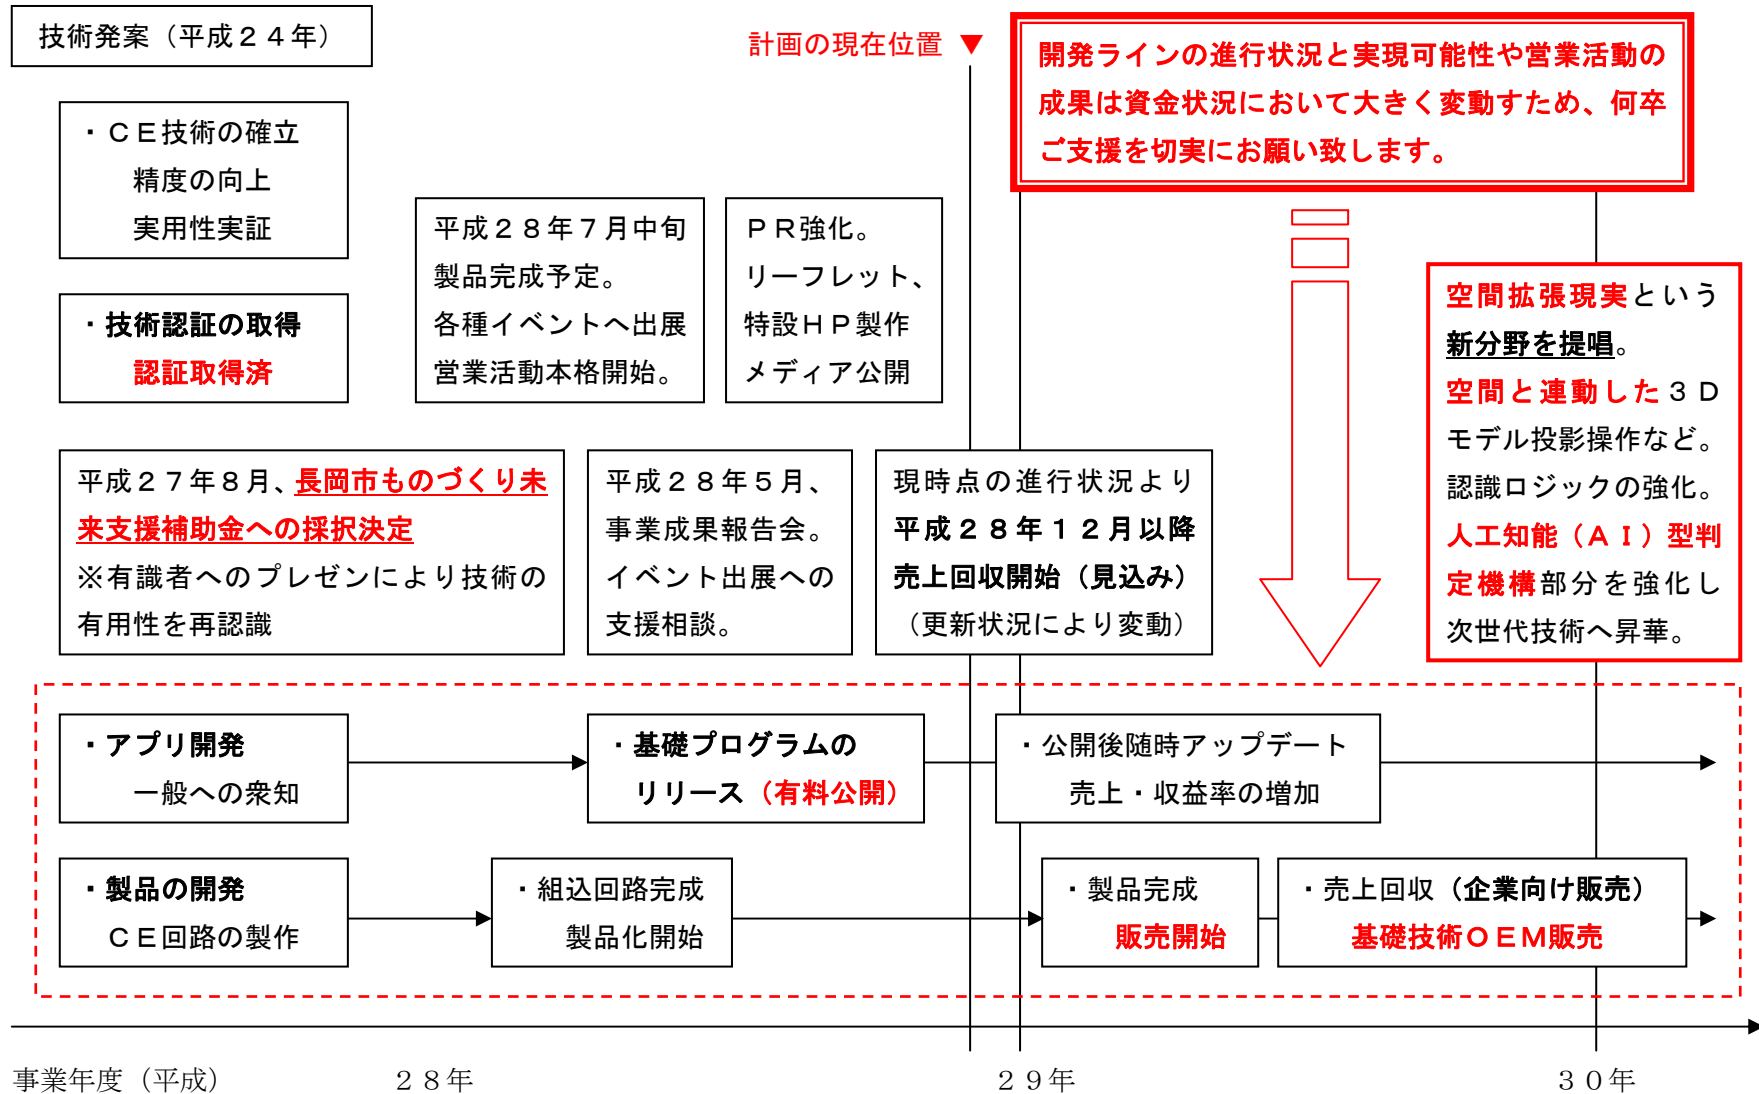 技術発案（平成２４年）
計画の現在位置 ▼
開発ラインの進行状況と実現可能性や営業活動の
成果は資金状況において大きく変動すため、何卒
ご支援を切実にお願い致します。
・ＣＥ技術の確立
精度の向上
実用性実証
・技術認証の取得
認証取得済
平成２８年７月中旬
製品完成予定。
各種イベントへ出展
営業活動本格開始。
ＰＲ強化。
リーフレット、
特設ＨＰ製作
メディア公開
空間拡張現実という
新分野を提唱。
空間と連動した３Ｄ
モデル投影操作など。
認識ロジックの強化。
人工知能（ＡＩ）型判
定機構部分を強化し
次世代技術へ昇華。
平成２７年８月、長岡市ものづくり未
来支援補助金への採択決定
※有識者へのプレゼンにより技術の
有用性を再認識
平成２８年５月、
事業成果報告会。
イベント出展への
支援相談。
現時点の進行状況より
平成２８年１２月以降
売上回収開始（見込み）
（更新状況により変動）
・アプリ開発
一般への衆知
・基礎プログラムの
リリース（有料公開）
・公開後随時アップデート
売上・収益率の増加
・製品の開発
ＣＥ回路の製作
・組込回路完成
製品化開始
・製品完成
販売開始
・売上回収（企業向け販売）
基礎技術ＯＥＭ販売
事業年度（平成） ２８年 ２９年 ３０年